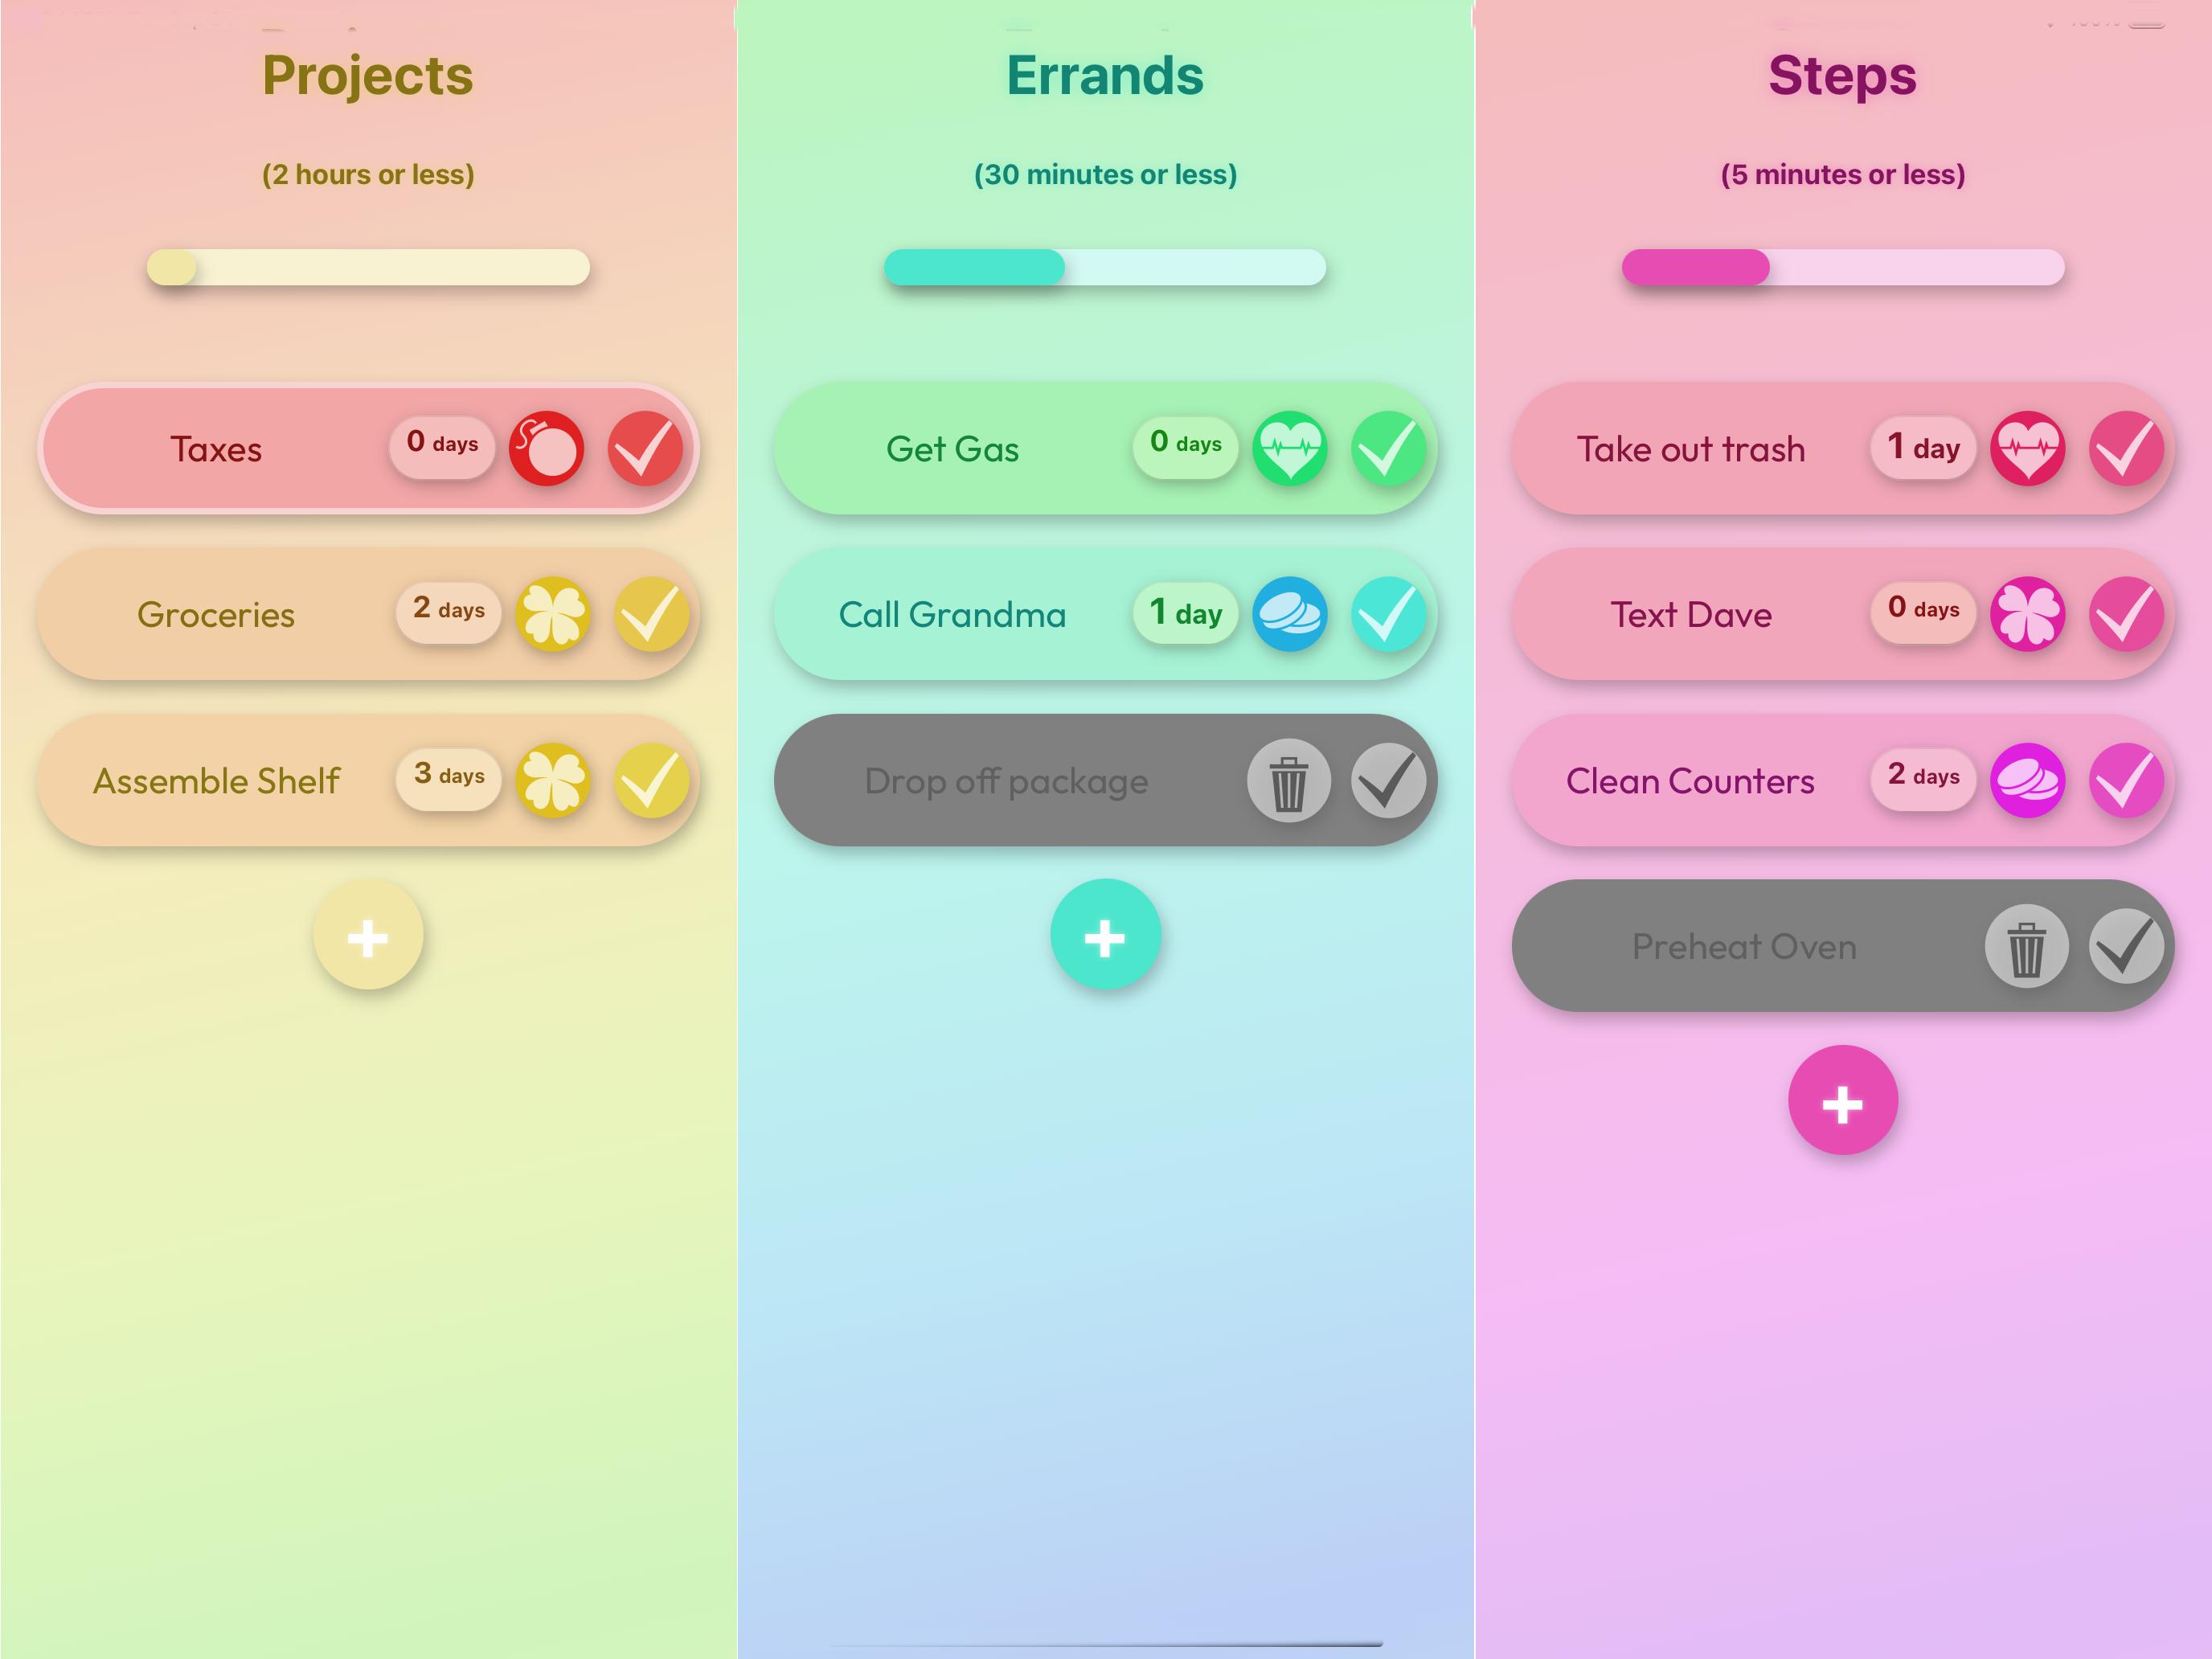 Projects
(2 hours or less)
Taxes
0 days
Groceries
2 days
Assemble Shelf
3 days
+
Errands
(30 minutes or less)
Get Gas
0 days
Call Grandma
1 day
Drop off package
+
Steps
(5 minutes or less)
Take out trash
1 day
Text Dave
0 days
Clean Counters
2 days
Preheat Oven
+